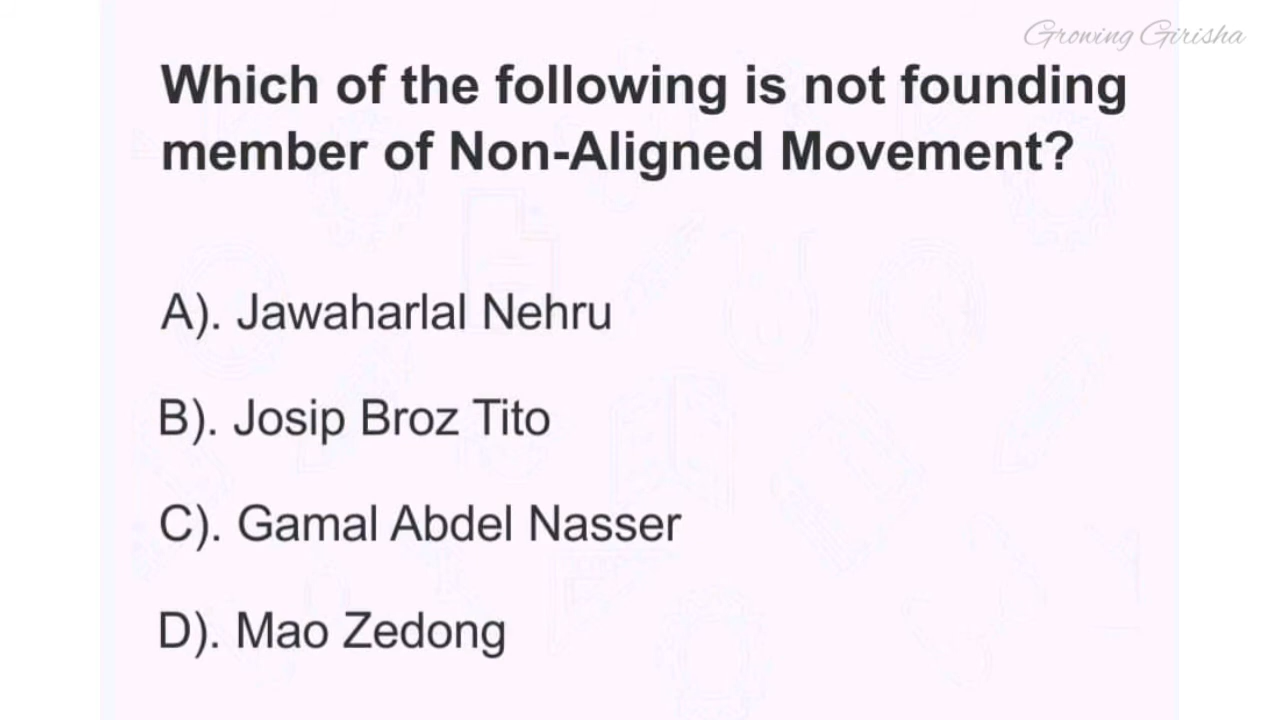 Growing Girisha
Which of the following is not founding
member of Non-Aligned Movement?
A). Jawaharlal Nehru
B). Josip Broz Tito
C). Gamal Abdel Nasser
D). Mao Zedong